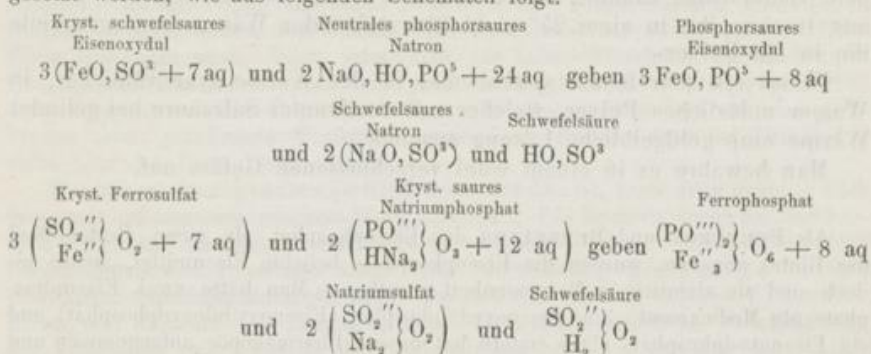 Kryst. schwefelsaures Neutrales phosphorsaures Phosphorsaures
Eisenoxydul Natron Eisenoxydul
3 (FeO, SO³ + 7 aq) und 2 NaO, HO, PO⁵ + 24 aq geben 3 FeO, PO⁵ + 8 aq
Schwefelsaures Schwefelsäure
Natron
und 2 (NaO, SO³) und HO, SO³
Kryst. Ferrosulfat Kryst. saures Ferrophosphat
Natriumphosphat
3 (SO₂″ Fe″} O₂ + 7 aq) und 2 (PO‴ HNa₂} O₃ + 12 aq) geben (PO‴)₂ Fe″₃} O₆ + 8 aq
Natriumsulfat Schwefelsäure
und 2 (SO₂″ Na₂} O₂) und SO₂″ H₂} O₂